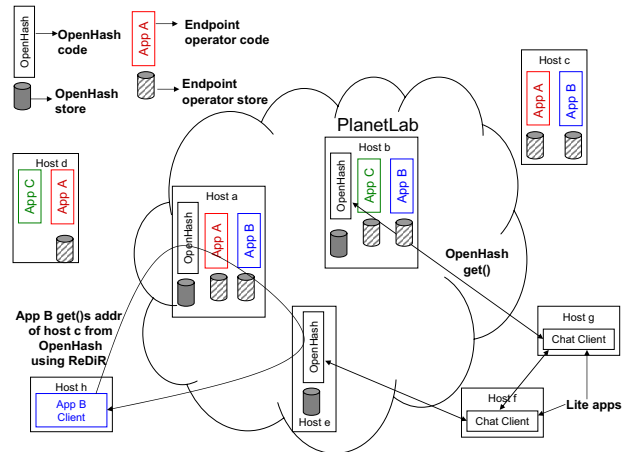 OpenHash
code
OpenHash
App A
Endpoint
operator code
OpenHash
store
Endpoint
operator store
Host c
App A
App B
PlanetLab
Host b
OpenHash
App C
App B
Host d
App C
App A
Host a
OpenHash
App A
App B
OpenHash
get()
App B get()s addr
of host c from
OpenHash
using ReDiR
Host h
App B
Client
OpenHash
Host e
Host g
Chat Client
Lite apps
Host f
Chat Client